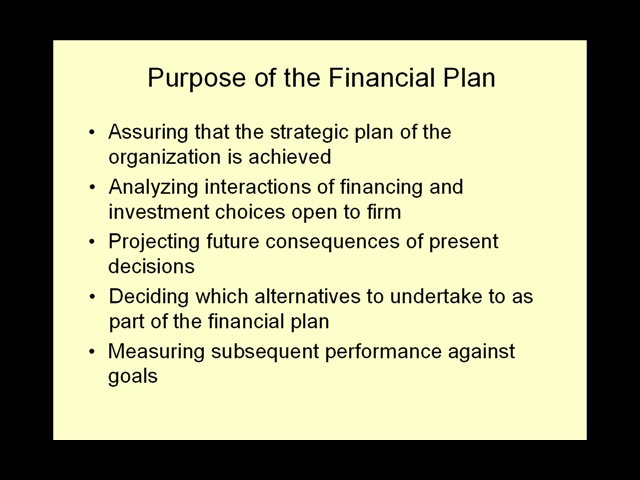 Purpose of the Financial Plan
• Assuring that the strategic plan of the
organization is achieved
• Analyzing interactions of financing and
investment choices open to firm
• Projecting future consequences of present
decisions
• Deciding which alternatives to undertake to as
part of the financial plan
• Measuring subsequent performance against
goals